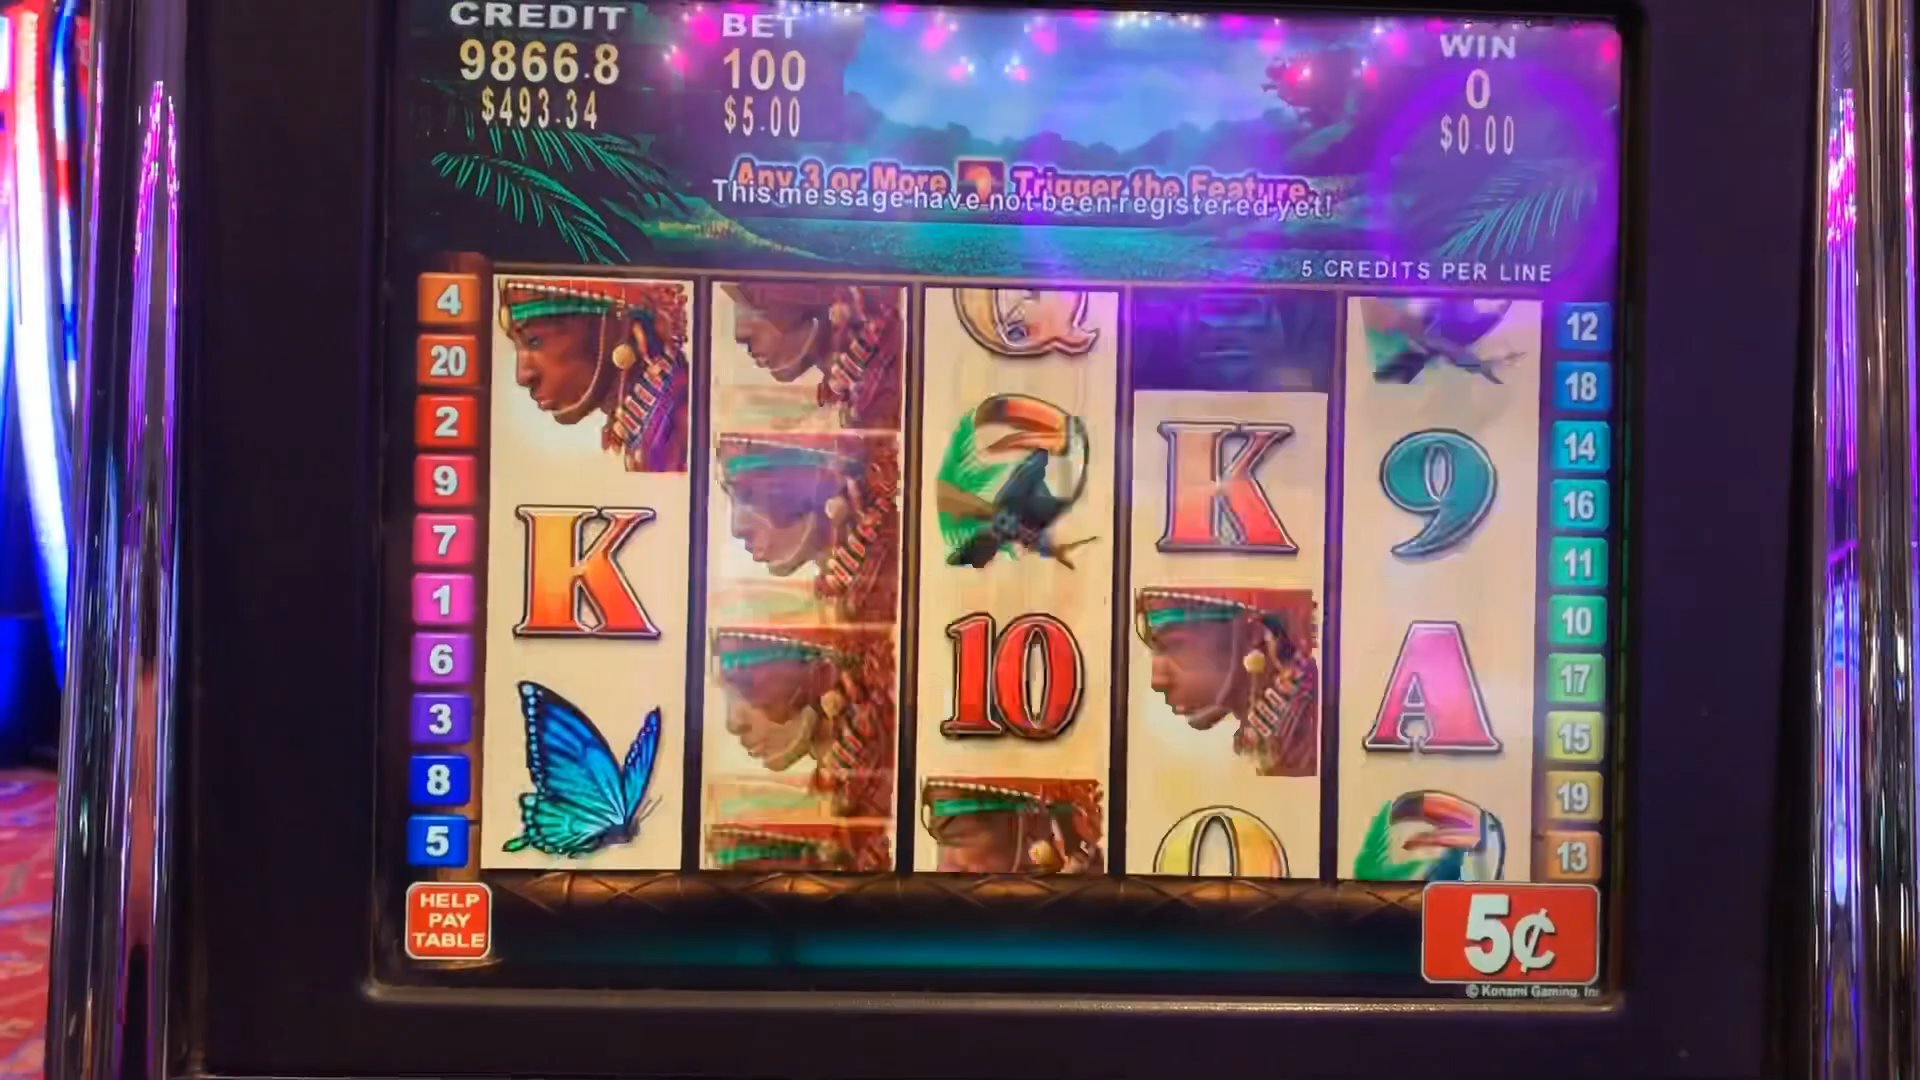 CREDIT
9866.8
$493.34
BET
100
$5.00
WIN
0
$0.00
Any 3 or More Trigger the Feature.
This message have not been registered yet!
5 CREDITS PER LINE
4
20
2
9
7
1
6
3
8
5
Q
K
K
10
9
A
12
18
14
16
11
10
17
15
19
13
HELP
PAY
TABLE
5¢
© Konami Gaming, In